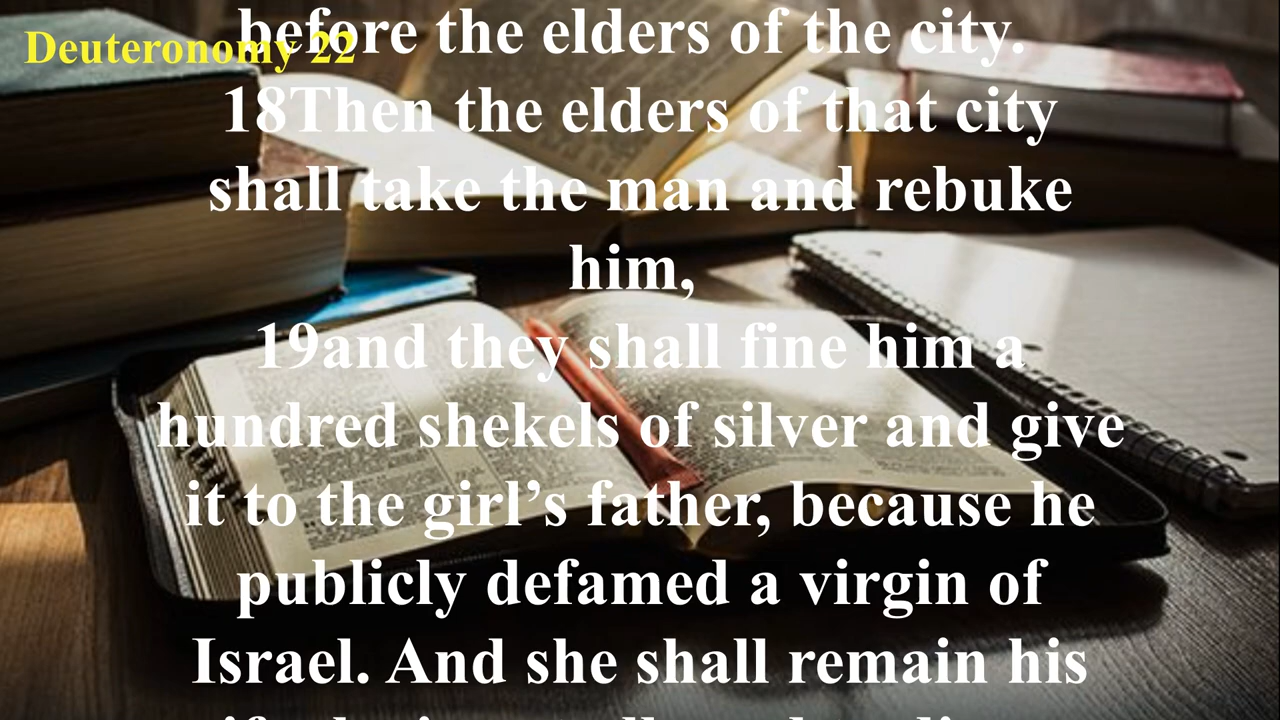 before the elders of the city.
Deuteronomy 22
18Then the elders of that city
shall take the man and rebuke
him,
19and they shall fine him a
hundred shekels of silver and give
it to the girl’s father, because he
publicly defamed a virgin of
Israel. And she shall remain his